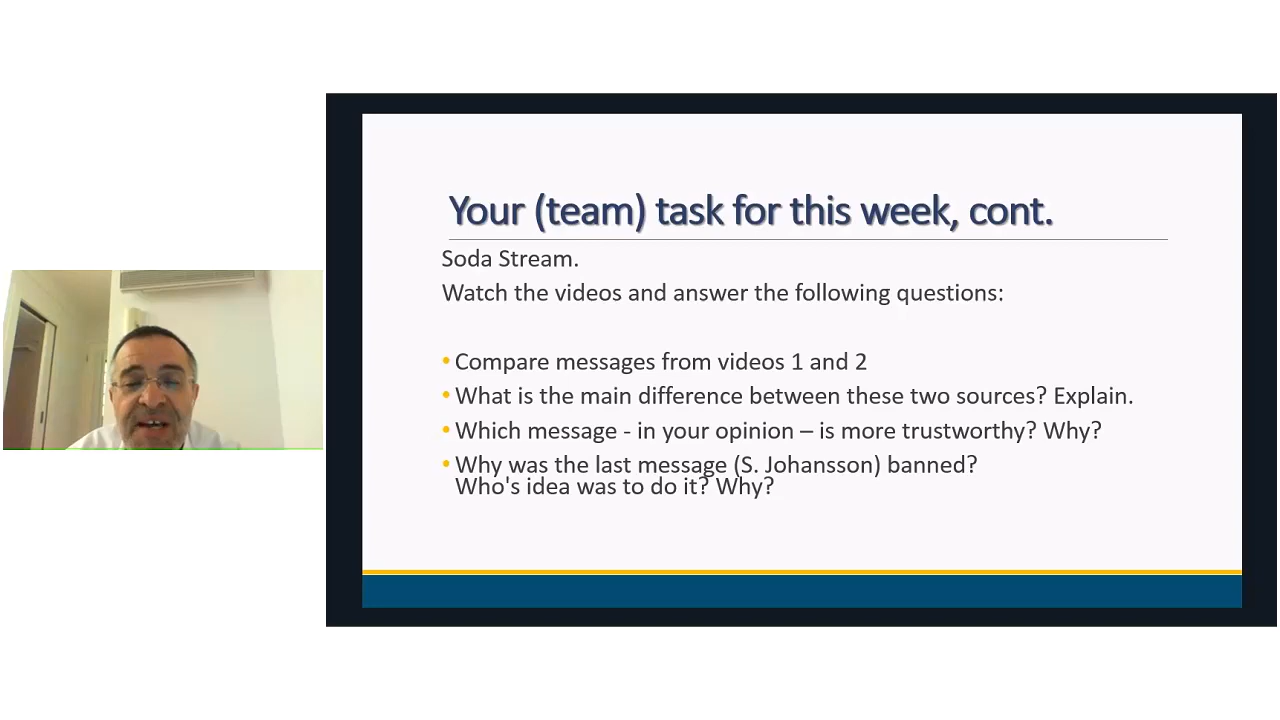 Your (team) task for this week, cont.
Soda Stream.
Watch the videos and answer the following questions:
• Compare messages from videos 1 and 2
• What is the main difference between these two sources? Explain.
• Which message - in your opinion – is more trustworthy? Why?
• Why was the last message (S. Johansson) banned?
Who's idea was to do it? Why?